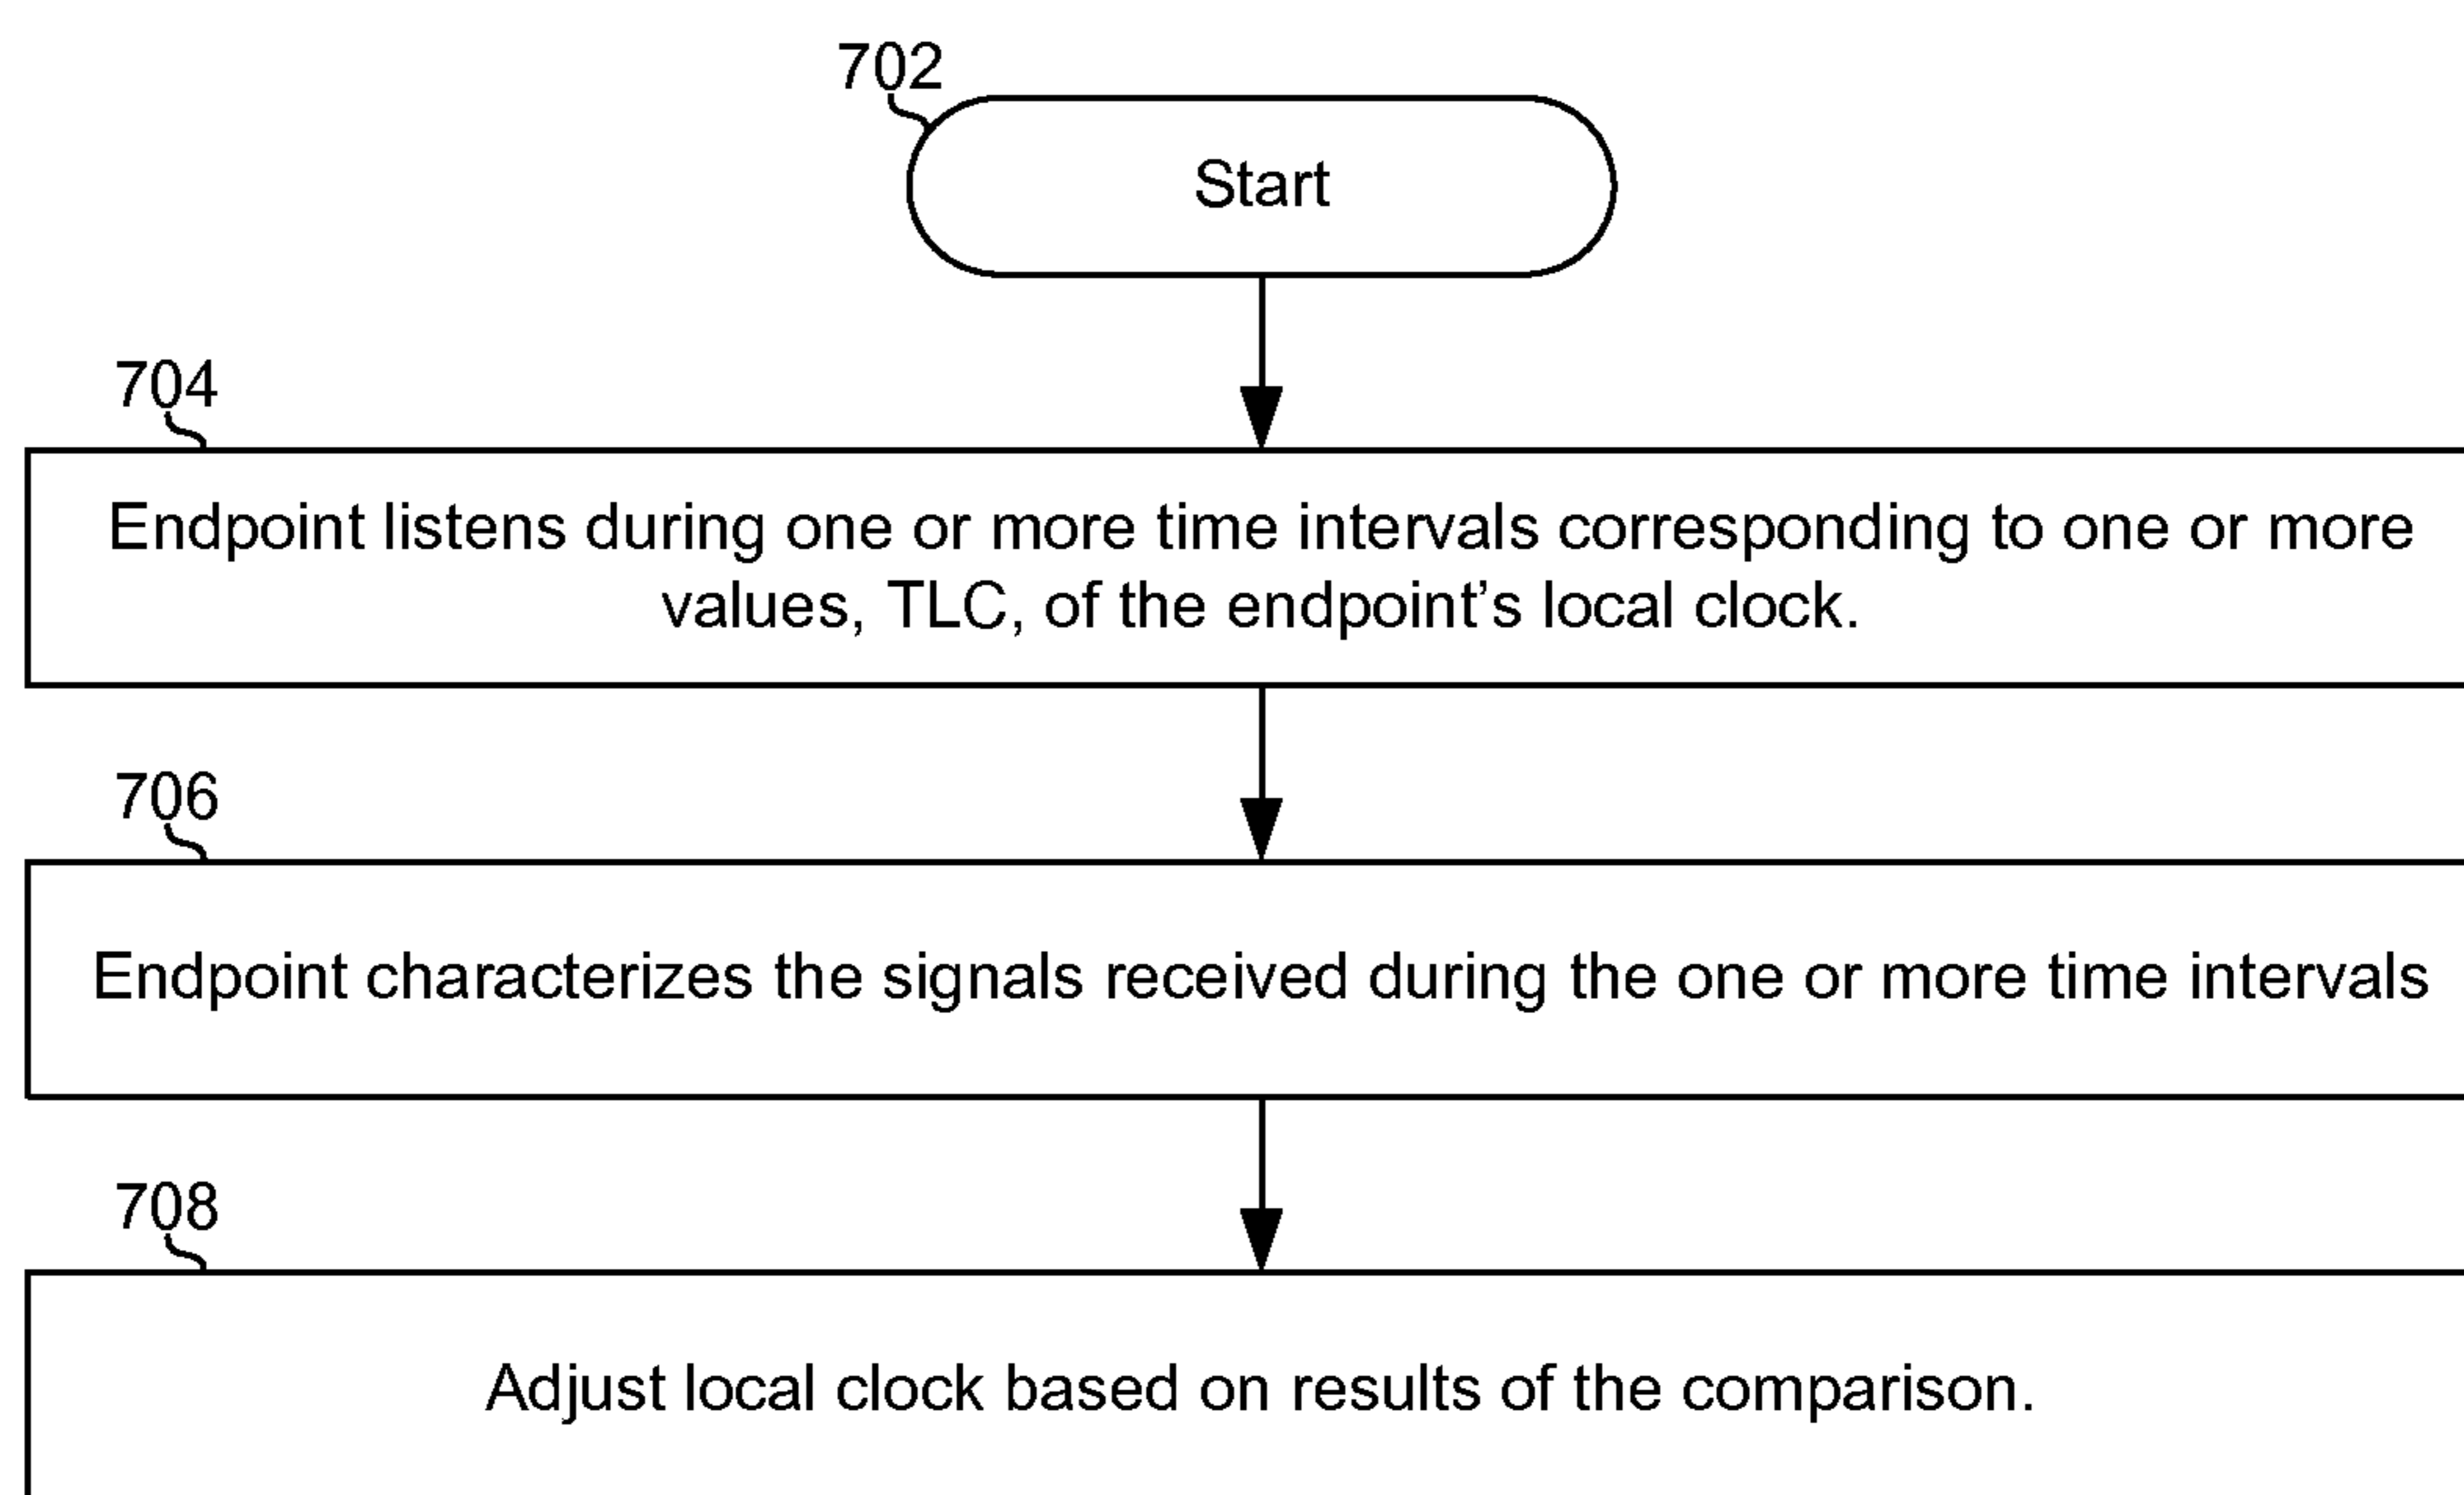 702
Start
704
Endpoint listens during one or more time intervals corresponding to one or more
values, TLC, of the endpoint’s local clock.
706
Endpoint characterizes the signals received during the one or more time intervals
708
Adjust local clock based on results of the comparison.